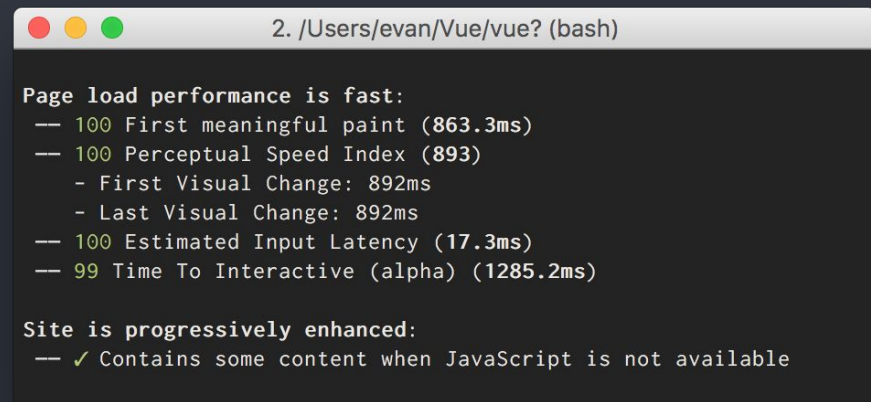 2. /Users/evan/Vue/vue? (bash)
Page load performance is fast:
—— 100 First meaningful paint (863.3ms)
—— 100 Perceptual Speed Index (893)
- First Visual Change: 892ms
- Last Visual Change: 892ms
—— 100 Estimated Input Latency (17.3ms)
—— 99 Time To Interactive (alpha) (1285.2ms)
Site is progressively enhanced:
—— ✓ Contains some content when JavaScript is not available